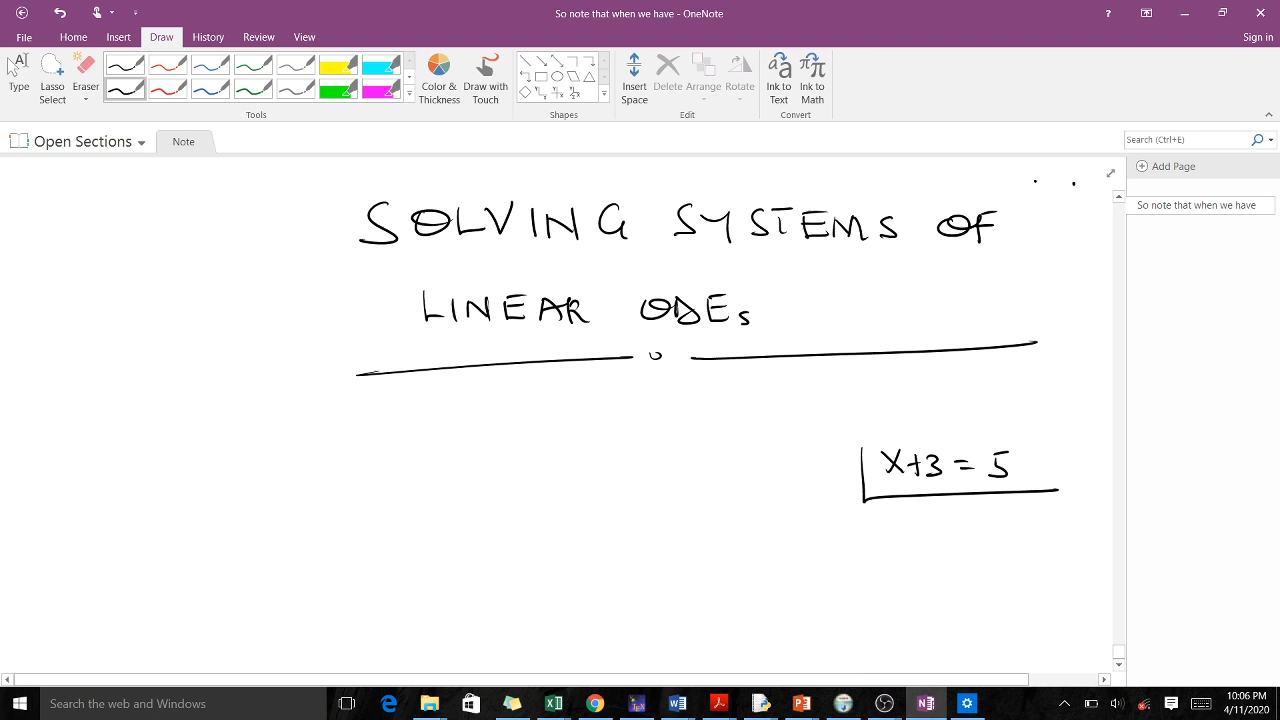 So note that when we have - OneNote
File Home Insert Draw History Review View
Sign in
Type
Lasso Select
Eraser
Color & Thickness
Draw with Touch
Insert Space
Delete
Arrange
Rotate
Ink to Text
Ink to Math
Tools
Shapes
Edit
Convert
Open Sections
Note
Search (Ctrl+E)
Add Page
So note that when we have
SOLVING SYSTEMS OF
LINEAR ODEs
x+3 = 5
Search the web and Windows
10:06 PM
4/11/2020